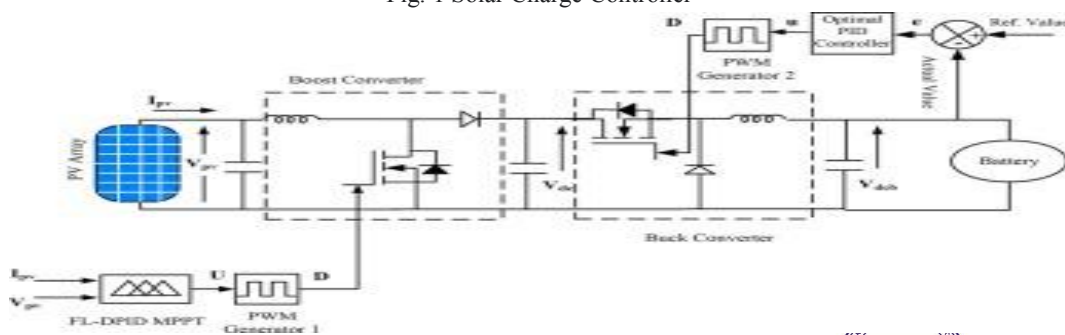 Fig. 1 Solar Charge Controller
D
u
Optimal
PID
Controller
e
Ref. Value
PWM
Generator 2
Actual Value
Boost Converter
Ipv
PV Array
Vpv
Vdc
Vdcb
Battery
Buck Converter
Ipv
Vpv
U
D
FL-DPID MPPT
PWM
Generator 1